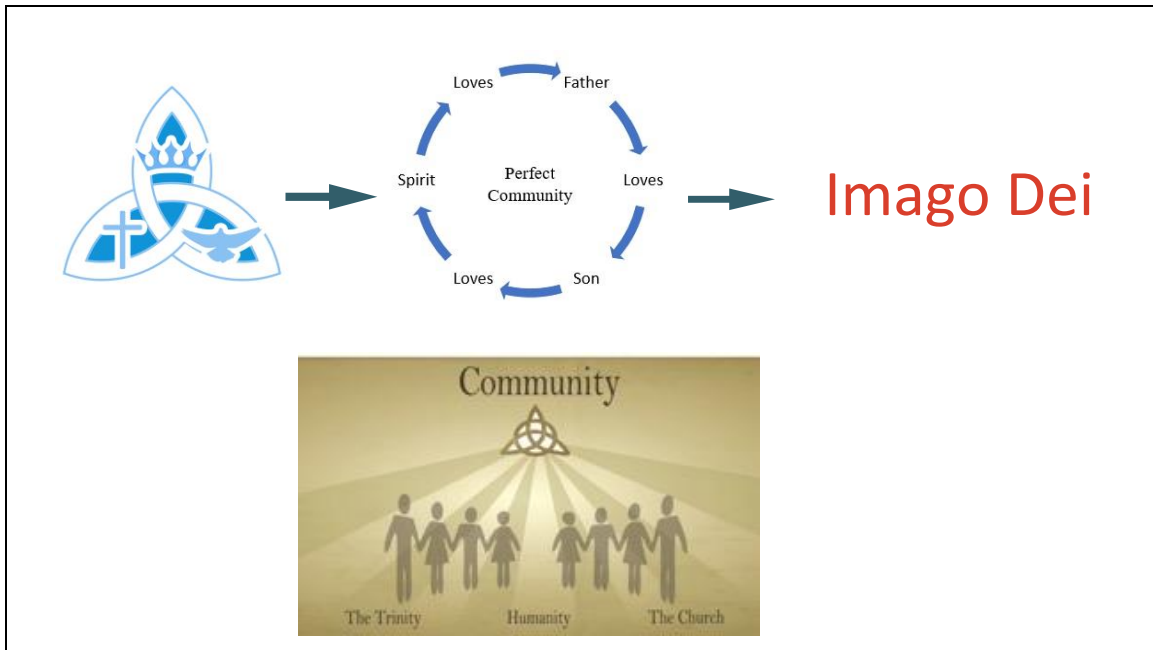 Loves
Father
Spirit
Perfect
Community
Loves
Loves
Son
Imago Dei
Community
The Trinity
Humanity
The Church